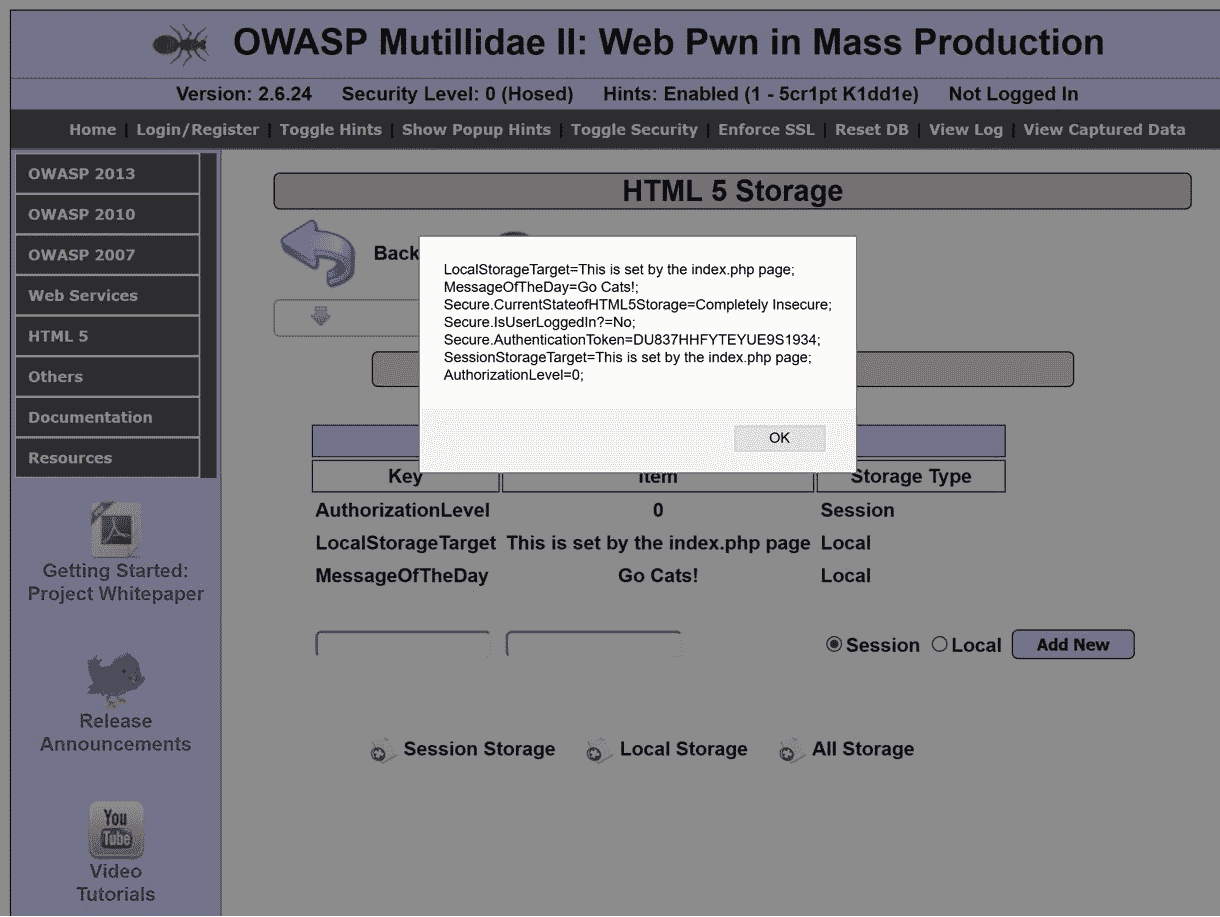 OWASP Mutillidae II: Web Pwn in Mass Production
Version: 2.6.24 Security Level: 0 (Hosed) Hints: Enabled (1 - 5cr1pt K1dd1e) Not Logged In
Home | Login/Register | Toggle Hints | Show Popup Hints | Toggle Security | Enforce SSL | Reset DB | View Log | View Captured Data
OWASP 2013
OWASP 2010
OWASP 2007
Web Services
HTML 5
Others
Documentation
Resources
Getting Started:
Project Whitepaper
Release
Announcements
You
Tube
Video
Tutorials
HTML 5 Storage
Back
LocalStorageTarget=This is set by the index.php page;
MessageOfTheDay=Go Cats!;
Secure.CurrentStateofHTML5Storage=Completely Insecure;
Secure.IsUserLoggedIn?=No;
Secure.AuthenticationToken=DU837HHFYTEYUE9S1934;
SessionStorageTarget=This is set by the index.php page;
AuthorizationLevel=0;
OK
Key Item Storage Type
AuthorizationLevel 0 Session
LocalStorageTarget This is set by the index.php page Local
MessageOfTheDay Go Cats! Local
Session Local Add New
Session Storage Local Storage All Storage